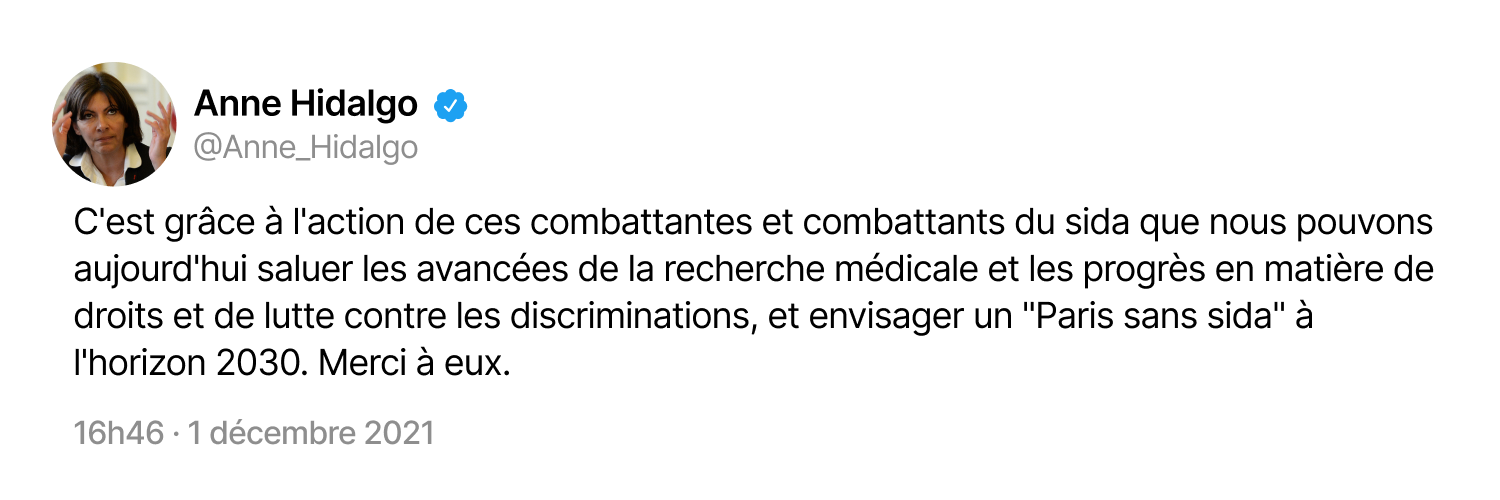 Anne Hidalgo
@Anne_Hidalgo
C'est grâce à l'action de ces combattantes et combattants du sida que nous pouvons
aujourd'hui saluer les avancées de la recherche médicale et les progrès en matière de
droits et de lutte contre les discriminations, et envisager un "Paris sans sida" à
l'horizon 2030. Merci à eux.
16h46 · 1 décembre 2021